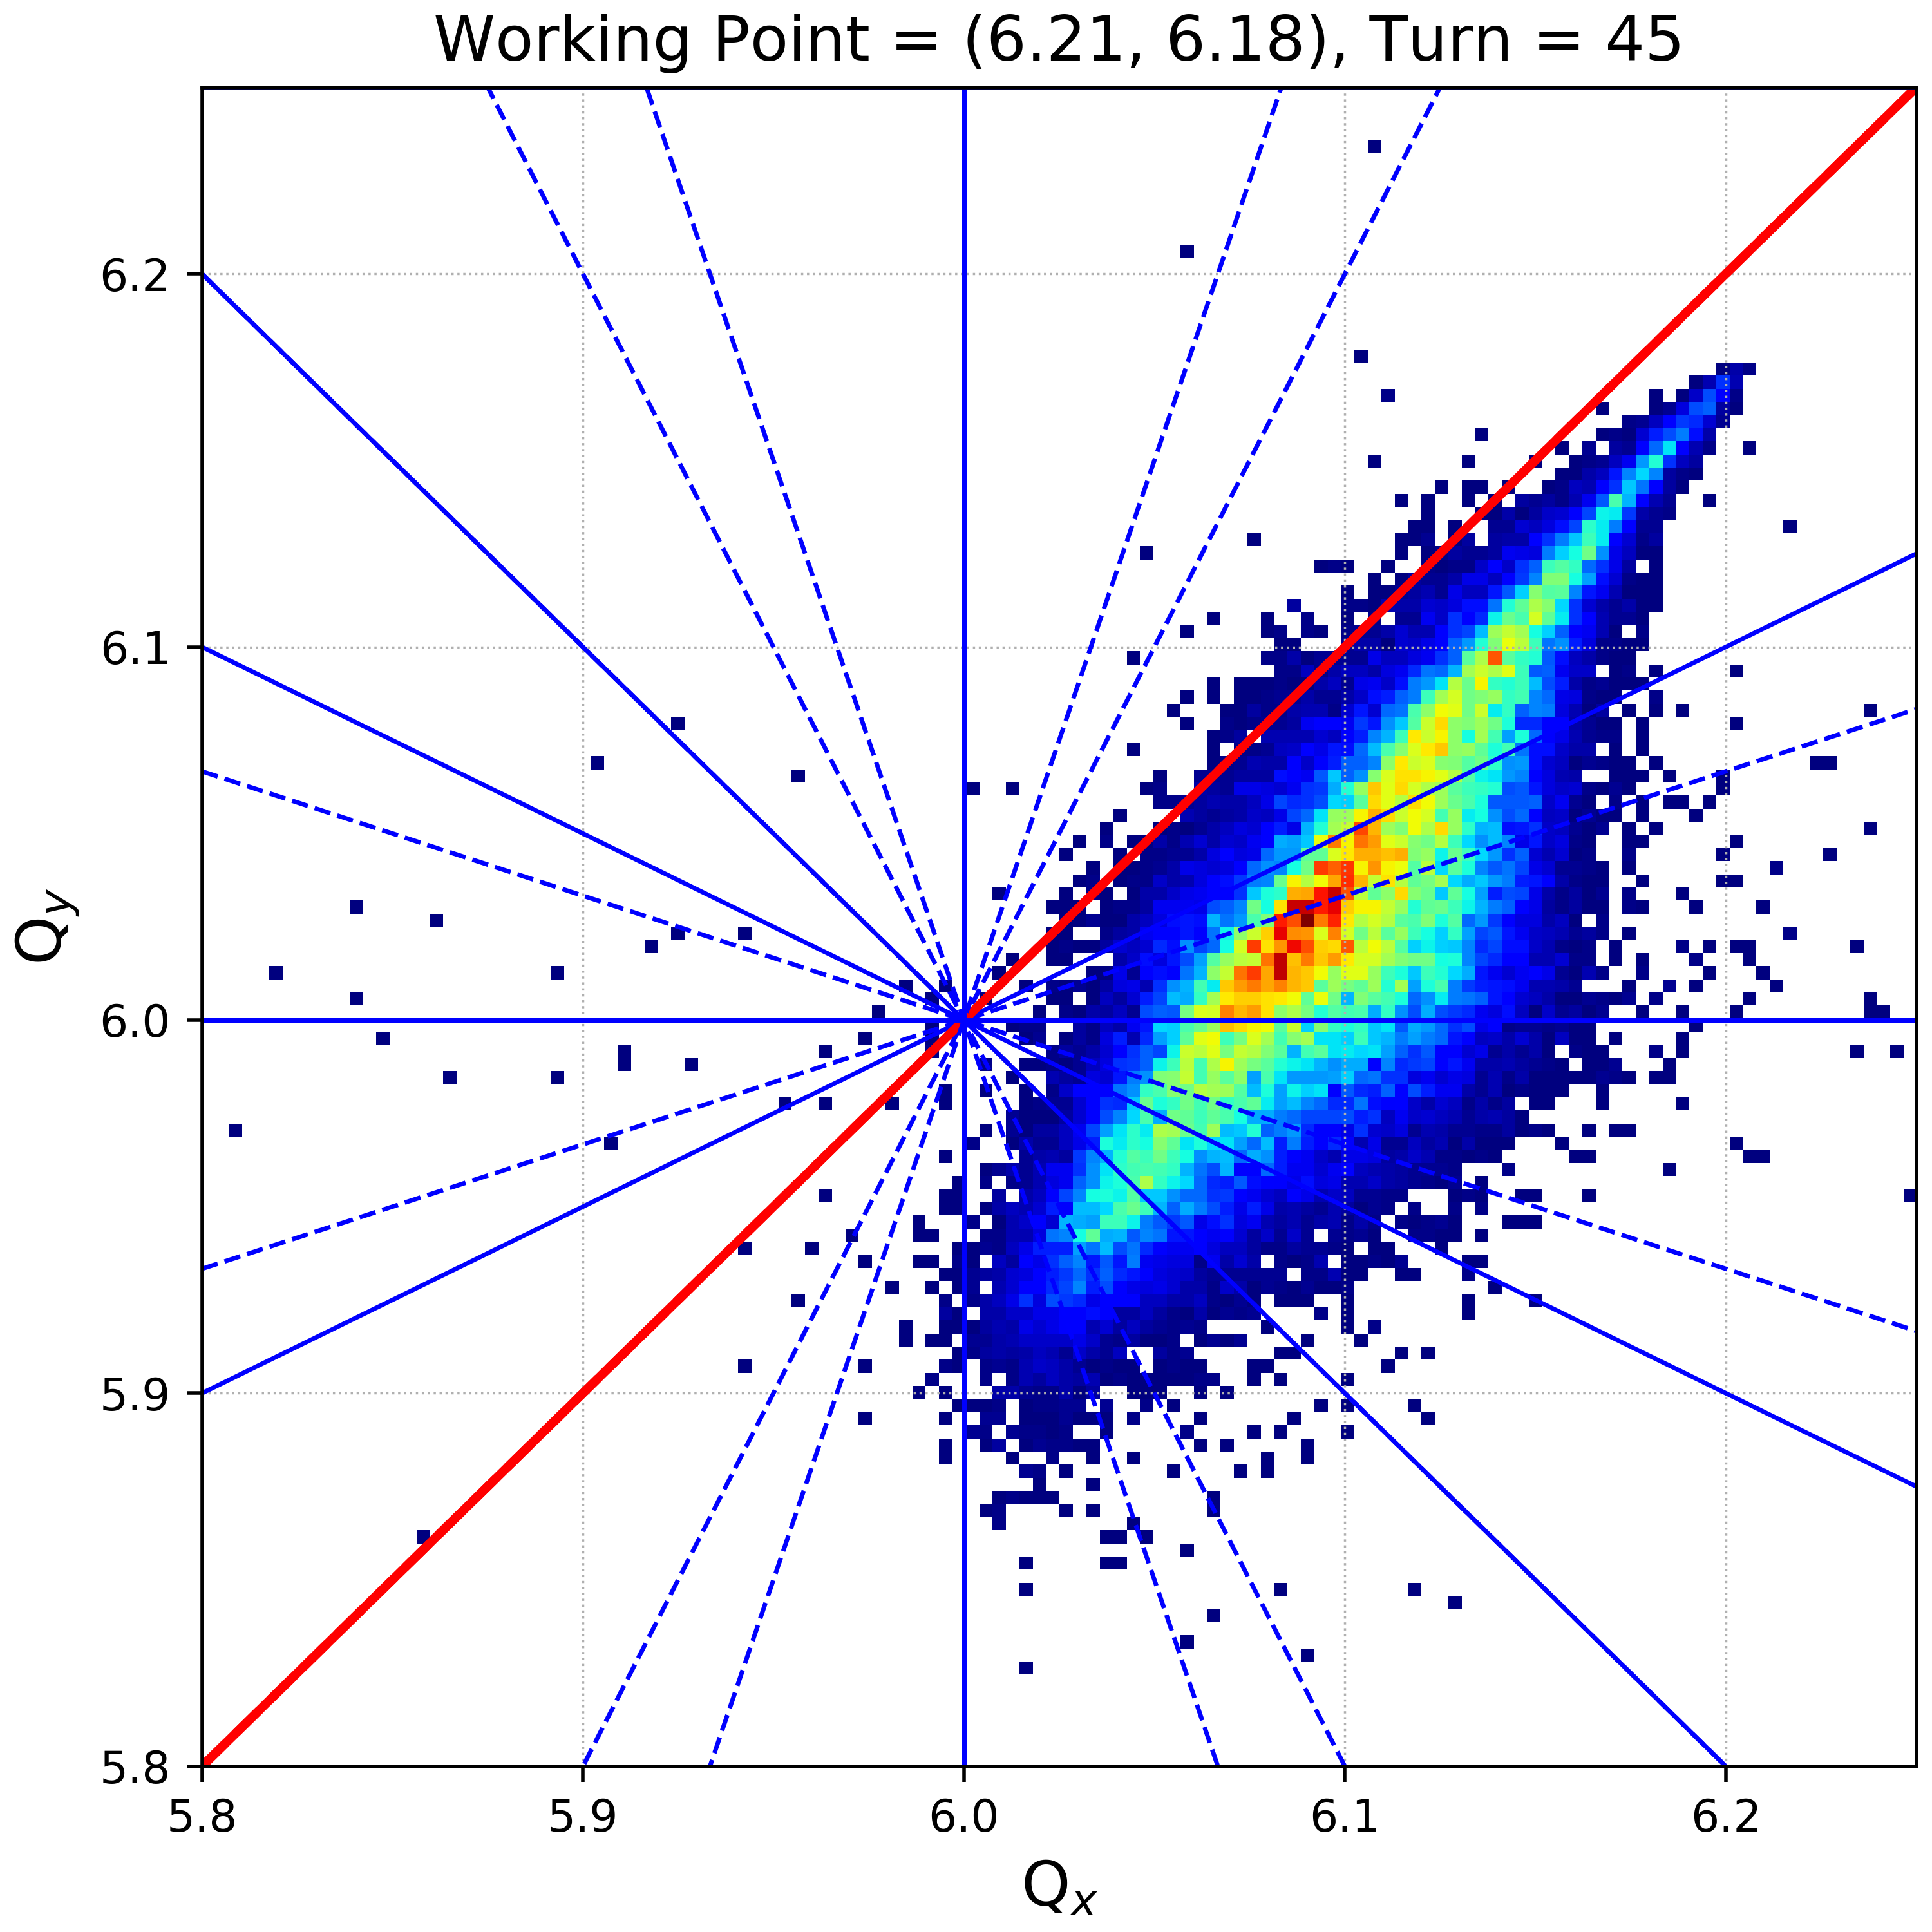 Working Point = (6.21, 6.18), Turn = 45
6.2
6.1
6.0
5.9
5.8
Qy
5.8 5.9 6.0 6.1 6.2
Qx